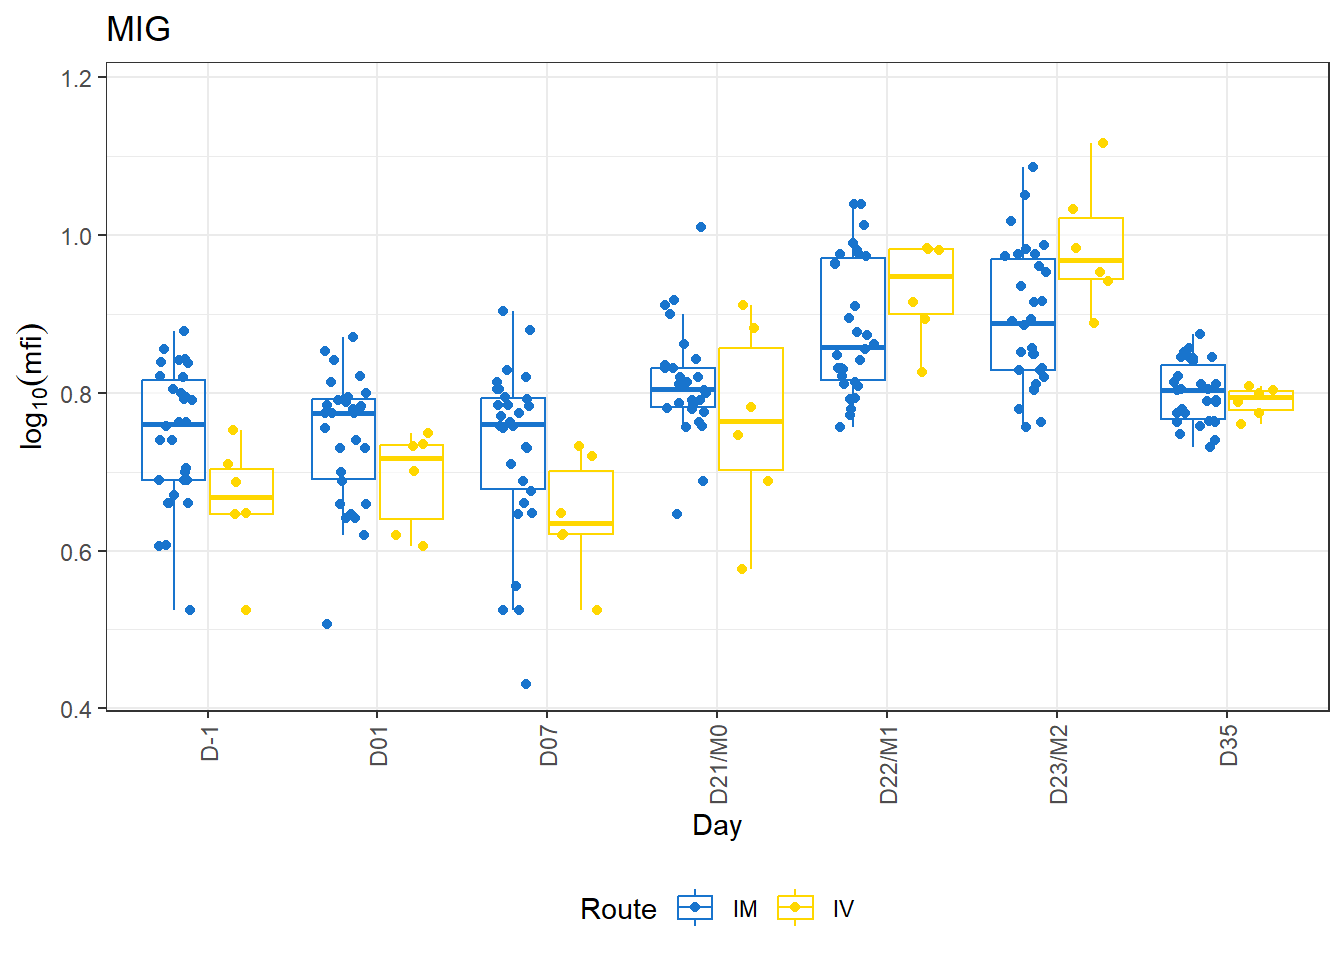 MIG
1.2
1.0
0.8
0.6
0.4
log10(mfi)
D-1
D01
D07
D21/M0
D22/M1
D23/M2
D35
Day
Route IM IV